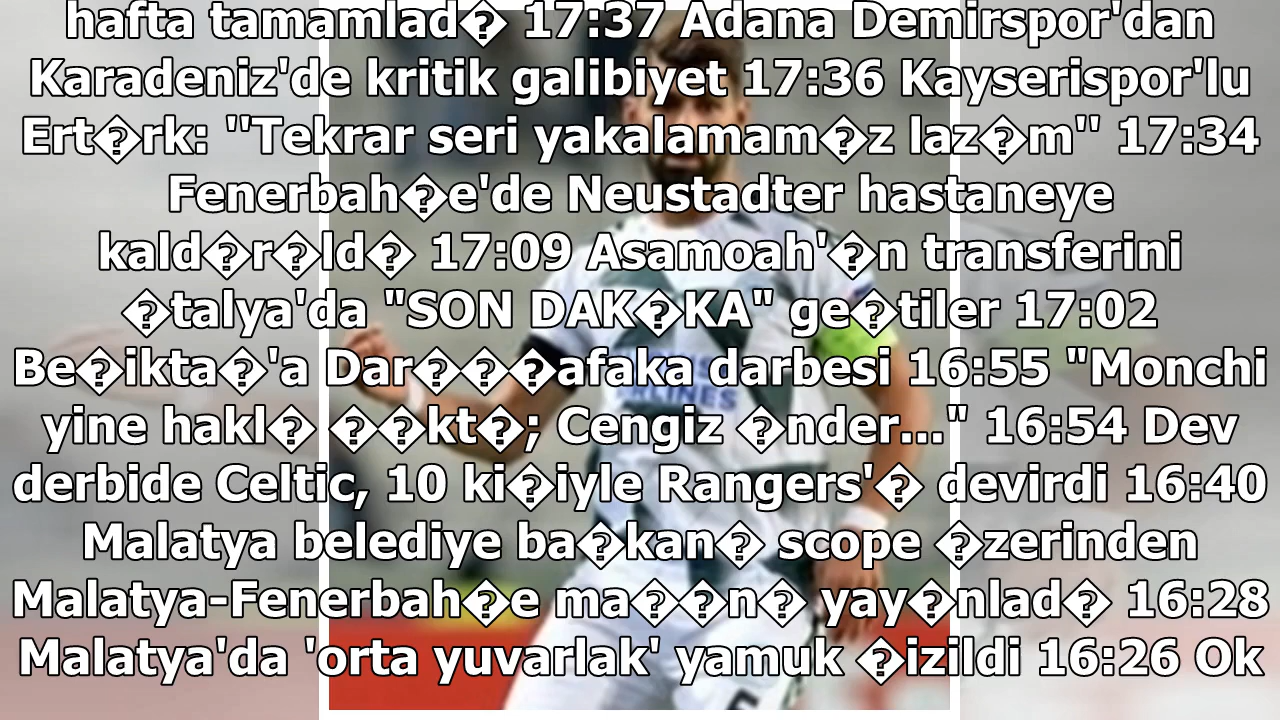 hafta tamamlad� 17:37 Adana Demirspor'dan
Karadeniz'de kritik galibiyet 17:36 Kayserispor'lu
Ert�rk: ''Tekrar seri yakalamam�z laz�m'' 17:34
Fenerbah�e'de Neustadter hastaneye
kald�r�ld� 17:09 Asamoah'�n transferini
�talya'da "SON DAK�KA" ge�tiler 17:02
Be�ikta�'a Dar���afaka darbesi 16:55 "Monchi
yine hakl� ��kt�; Cengiz �nder..." 16:54 Dev
derbide Celtic, 10 ki�iyle Rangers'� devirdi 16:40
Malatya belediye ba�kan� scope �zerinden
Malatya-Fenerbah�e ma��n� yay�nlad� 16:28
Malatya'da 'orta yuvarlak' yamuk �izildi 16:26 Ok